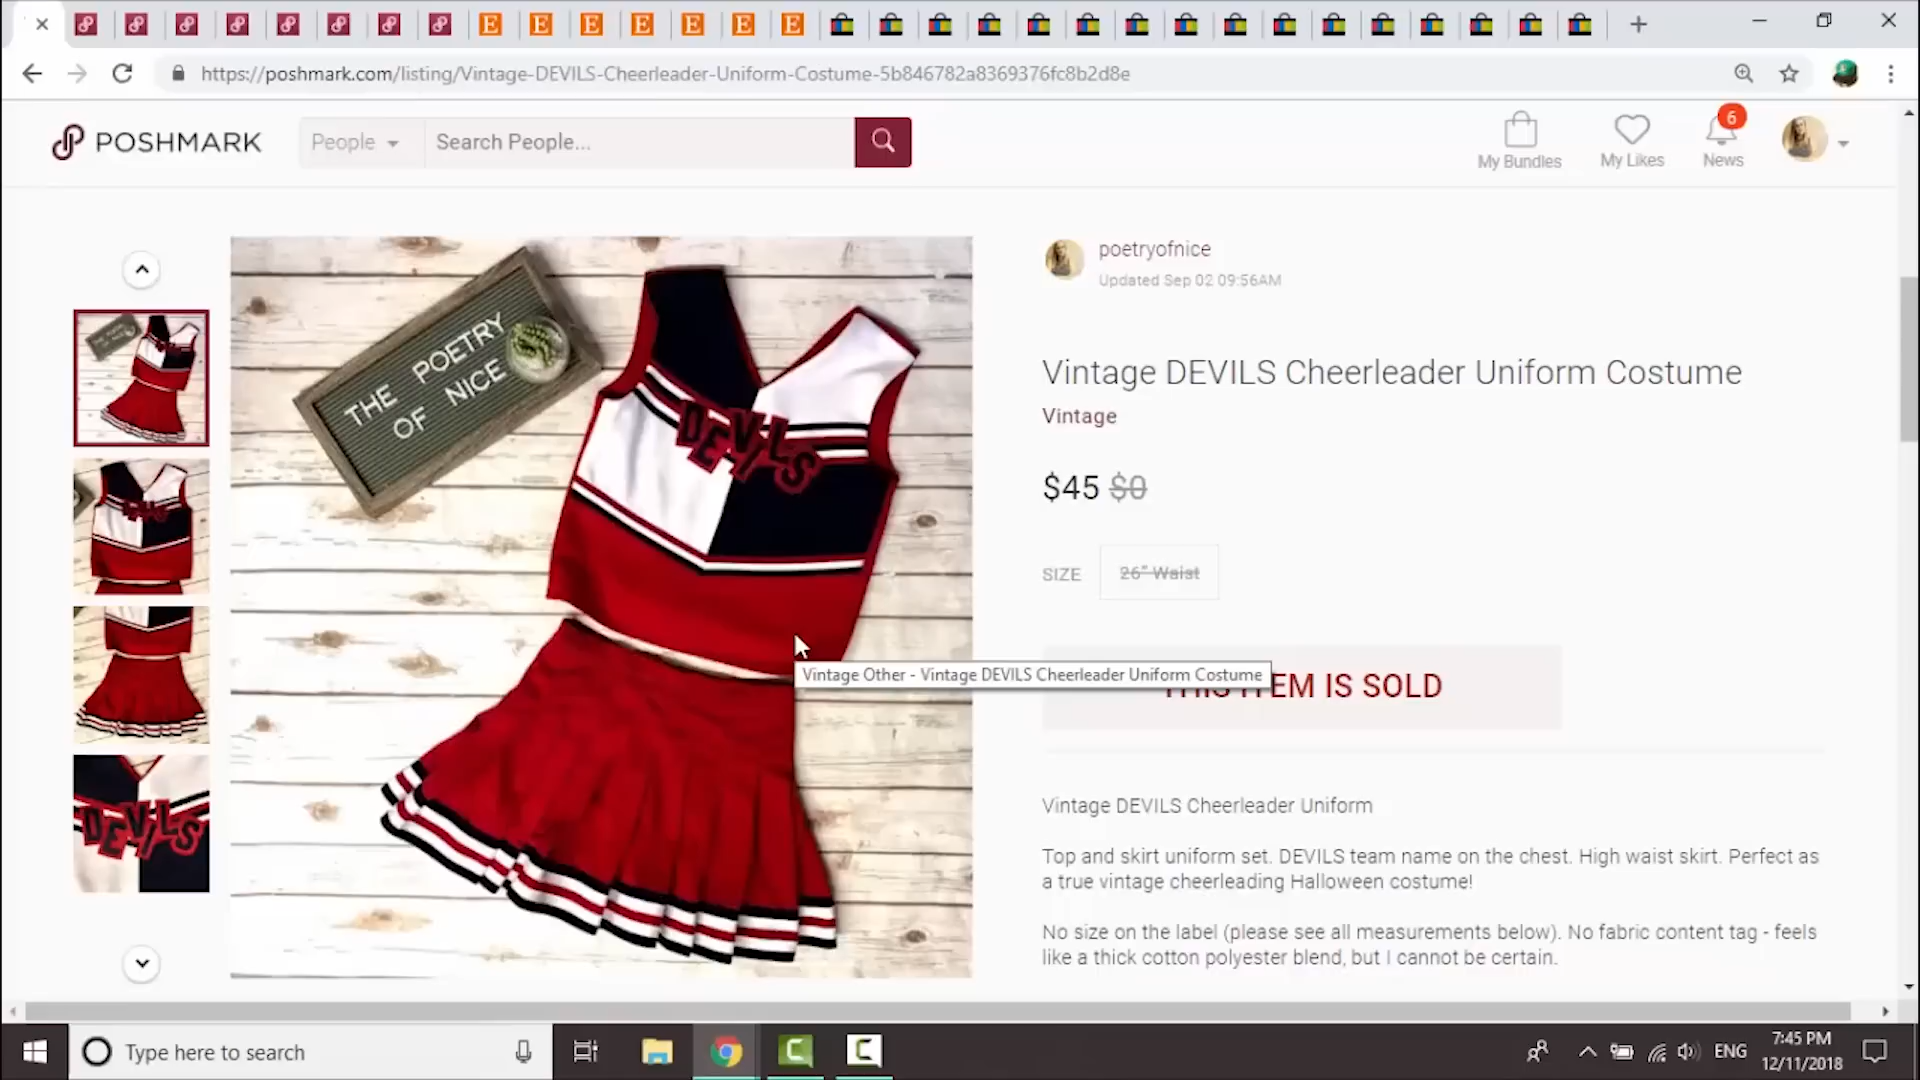 https://poshmark.com/listing/Vintage-DEVILS-Cheerleader-Uniform-Costume-5b846782a8369376fc8b2d8e
POSHMARK
People
Search People...
My Bundles
My Likes
6
News
THE POETRY
OF NICE
DEVILS
DEVILS
poetryofnice
Updated Sep 02 09:56AM
Vintage DEVILS Cheerleader Uniform Costume
Vintage
$45 $0
SIZE
26" Waist
Vintage Other - Vintage DEVILS Cheerleader Uniform Costume
THIS ITEM IS SOLD
Vintage DEVILS Cheerleader Uniform
Top and skirt uniform set. DEVILS team name on the chest. High waist skirt. Perfect as
a true vintage cheerleading Halloween costume!
No size on the label (please see all measurements below). No fabric content tag - feels
like a thick cotton polyester blend, but I cannot be certain.
Type here to search
ENG
7:45 PM
12/11/2018